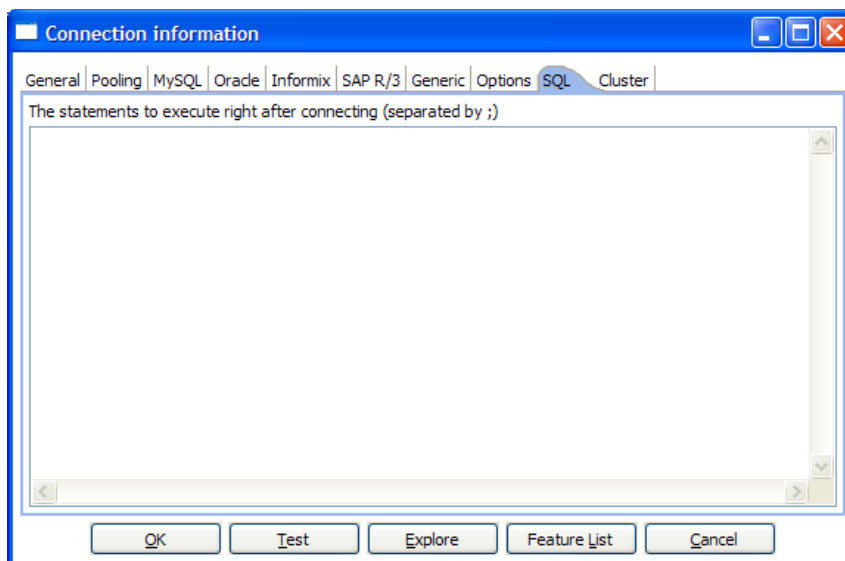 Connection information
General Pooling MySQL Oracle Informix SAP R/3 Generic Options SQL Cluster
The statements to execute right after connecting (separated by ;)
OK Test Explore Feature List Cancel